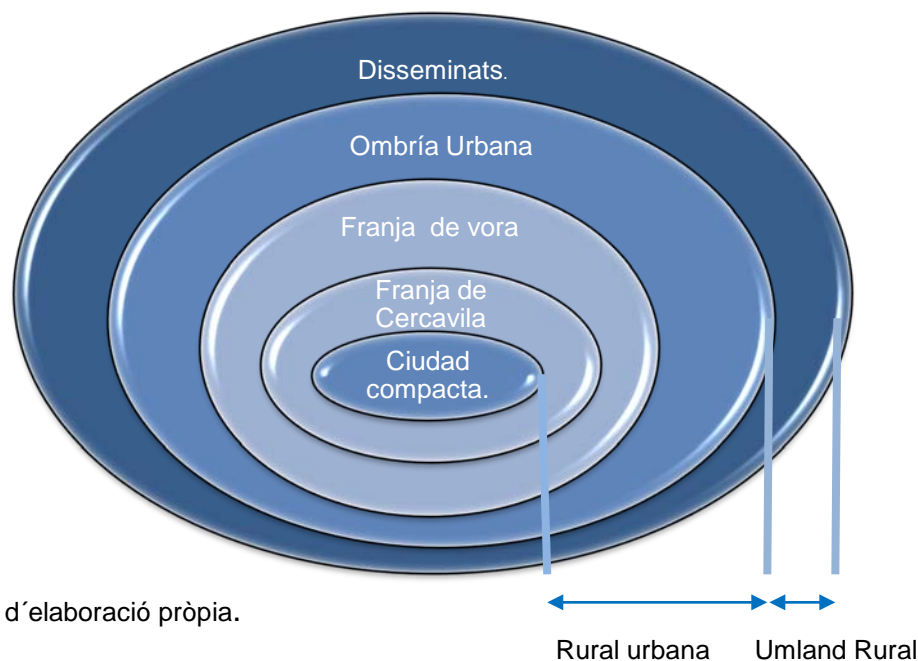 Disseminats.
Ombría Urbana
Franja de vora
Franja de
Cercavila
Ciudad
compacta.
d´elaboració pròpia.
Rural urbana
Umland Rural